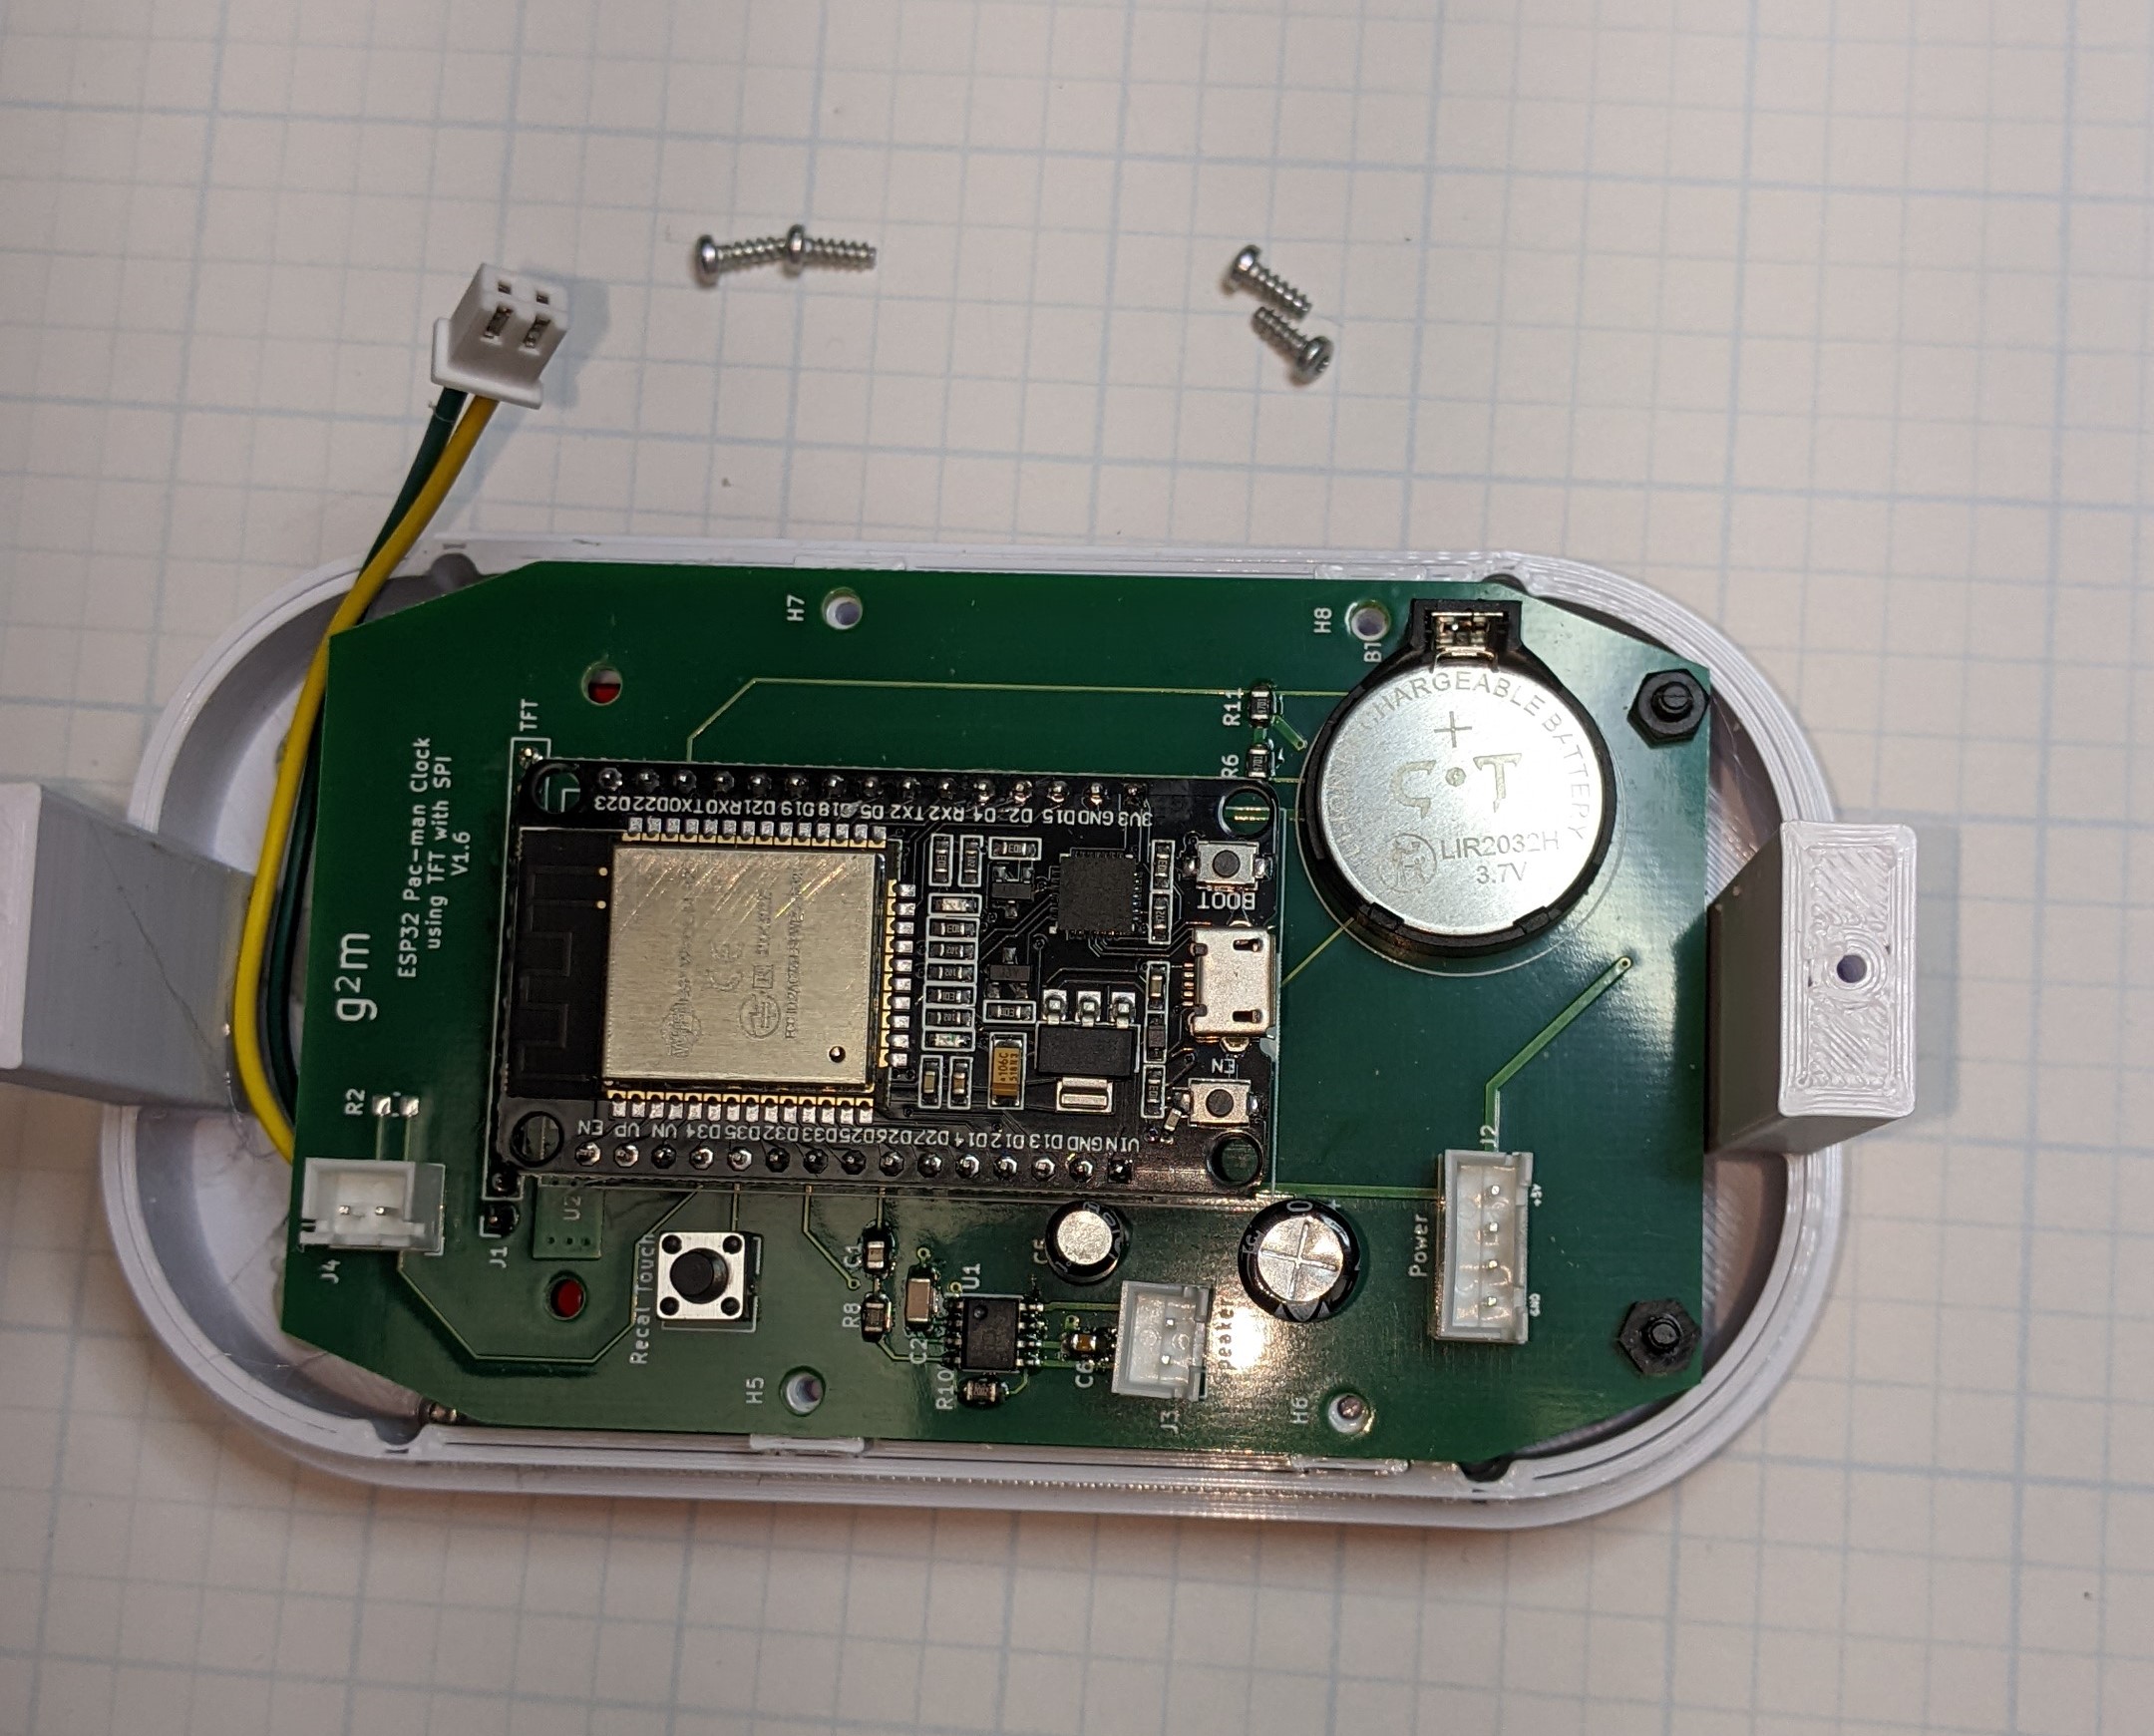 g²m
ESP32 Pac-man Clock
using TFT with SPI
V1.6
TFT
H7
H8
B1
R11
R6
CHARGEABLE BATTERY
+
LIR2032H
3.7V
D23
D22
TX0
RX0
D21
D19
D18
D5
TX2
RX2
D4
D2
D15
GND
3V3
BOOT
EN
EN
VP
VN
D34
D35
D32
D33
D25
D26
D27
D14
D12
D13
GND
VIN
106C
R2
J4
J1
U2
Recal Touch
C1
R8
C2
U1
R10
C6
J3
Speaker
H5
H6
J2
Power
+5V
GND